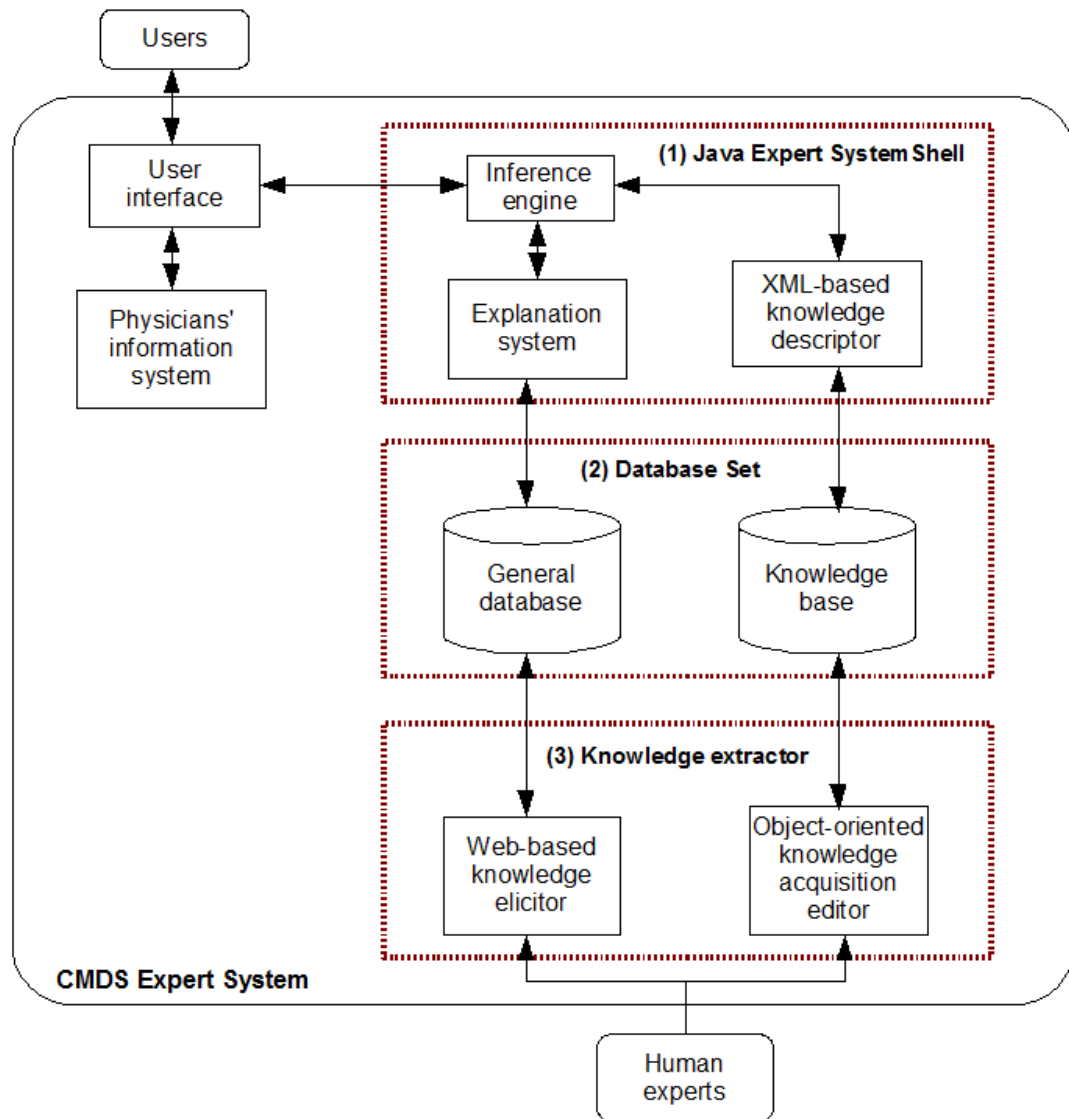 Users
User
interface
Physicians'
information
system
(1) Java Expert System Shell
Inference
engine
Explanation
system
XML-based
knowledge
descriptor
(2) Database Set
General
database
Knowledge
base
(3) Knowledge extractor
Web-based
knowledge
elicitor
Object-oriented
knowledge
acquisition
editor
CMDS Expert System
Human
experts